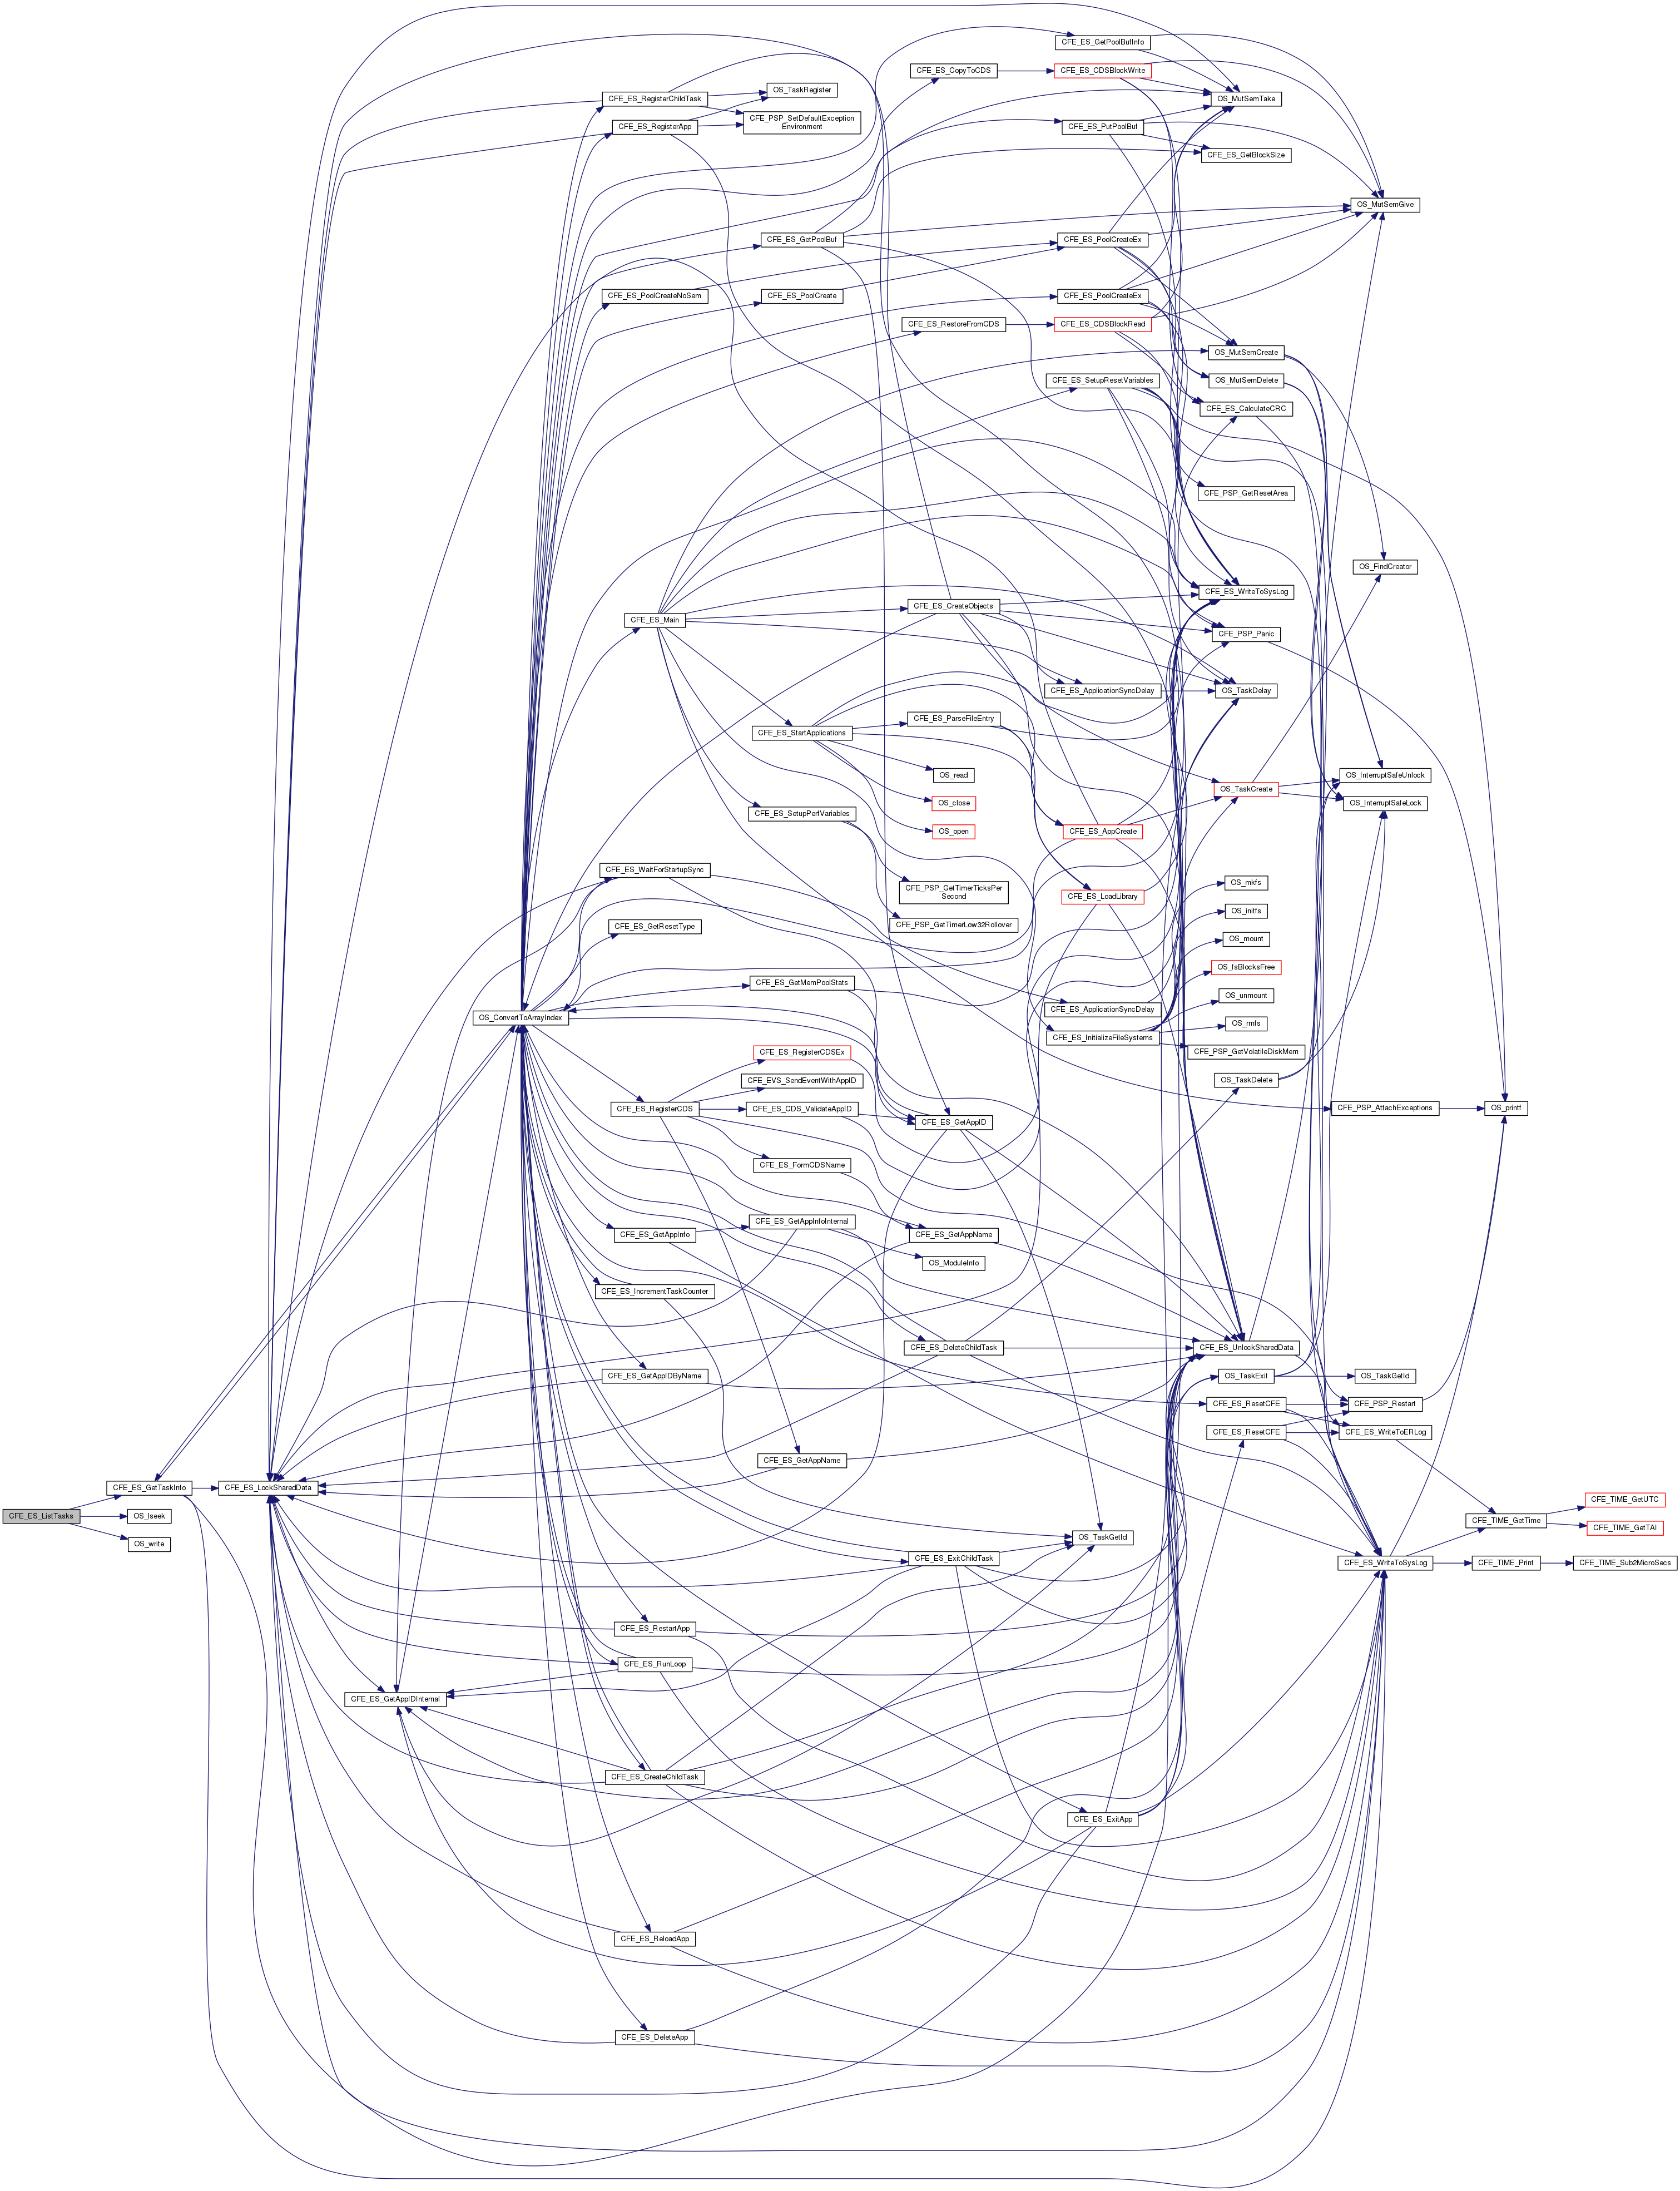 CFE_ES_GetPoolBufInfo
CFE_ES_CopyToCDS
CFE_ES_CDSBlockWrite
OS_TaskRegister
CFE_ES_RegisterChildTask
OS_MutSemTake
CFE_PSP_SetDefaultException
Environment
CFE_ES_RegisterApp
CFE_ES_PutPoolBuf
CFE_ES_GetBlockSize
OS_MutSemGive
CFE_ES_GetPoolBuf
CFE_ES_PoolCreateEx
CFE_ES_PoolCreateNoSem
CFE_ES_PoolCreate
CFE_ES_PoolCreateEx
CFE_ES_RestoreFromCDS
CFE_ES_CDSBlockRead
OS_MutSemCreate
CFE_ES_SetupResetVariables
OS_MutSemDelete
CFE_ES_CalculateCRC
CFE_PSP_GetResetArea
OS_FindCreator
CFE_ES_WriteToSysLog
CFE_ES_CreateObjects
CFE_ES_Main
CFE_PSP_Panic
CFE_ES_ApplicationSyncDelay
OS_TaskDelay
CFE_ES_ParseFileEntry
CFE_ES_StartApplications
OS_read
OS_InterruptSafeUnlock
OS_TaskCreate
OS_close
OS_InterruptSafeLock
CFE_ES_SetupPerfVariables
OS_open
CFE_ES_AppCreate
CFE_ES_WaitForStartupSync
CFE_PSP_GetTimerTicksPer
Second
OS_mkfs
CFE_ES_LoadLibrary
OS_initfs
CFE_ES_GetResetType
CFE_PSP_GetTimerLow32Rollover
OS_mount
OS_fsBlocksFree
CFE_ES_GetMemPoolStats
OS_unmount
CFE_ES_ApplicationSyncDelay
OS_ConvertToArrayIndex
OS_rmfs
CFE_ES_InitializeFileSystems
CFE_ES_RegisterCDSEx
CFE_PSP_GetVolatileDiskMem
CFE_EVS_SendEventWithAppID
OS_TaskDelete
CFE_ES_RegisterCDS
CFE_ES_CDS_ValidateAppID
CFE_PSP_AttachExceptions
OS_printf
CFE_ES_GetAppID
CFE_ES_FormCDSName
CFE_ES_GetAppInfoInternal
CFE_ES_GetAppInfo
CFE_ES_GetAppName
OS_ModuleInfo
CFE_ES_IncrementTaskCounter
CFE_ES_DeleteChildTask
CFE_ES_UnlockSharedData
CFE_ES_GetAppIDByName
OS_TaskExit
OS_TaskGetId
CFE_ES_ResetCFE
CFE_PSP_Restart
CFE_ES_ResetCFE
CFE_ES_WriteToERLog
CFE_ES_GetAppName
CFE_ES_GetTaskInfo
CFE_ES_LockSharedData
CFE_TIME_GetUTC
CFE_ES_ListTasks
OS_lseek
CFE_TIME_GetTime
CFE_TIME_GetTAI
OS_write
OS_TaskGetId
CFE_ES_ExitChildTask
CFE_ES_WriteToSysLog
CFE_TIME_Print
CFE_TIME_Sub2MicroSecs
CFE_ES_RestartApp
CFE_ES_RunLoop
CFE_ES_GetAppIDInternal
CFE_ES_CreateChildTask
CFE_ES_ExitApp
CFE_ES_ReloadApp
CFE_ES_DeleteApp